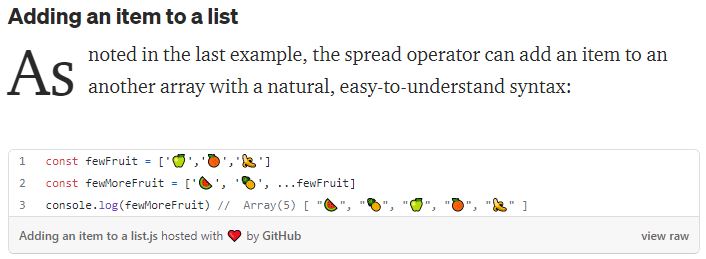 Adding an item to a list
As noted in the last example, the spread operator can add an item to an
another array with a natural, easy-to-understand syntax:
1 const fewFruit = ['🍏','🍊','🍌']
2 const fewMoreFruit = ['🍉', '🍍', ...fewFruit]
3 console.log(fewMoreFruit) //  Array(5) [ "🍉", "🍍", "🍏", "🍊", "🍌" ]
Adding an item to a list.js hosted with ❤ by GitHub view raw